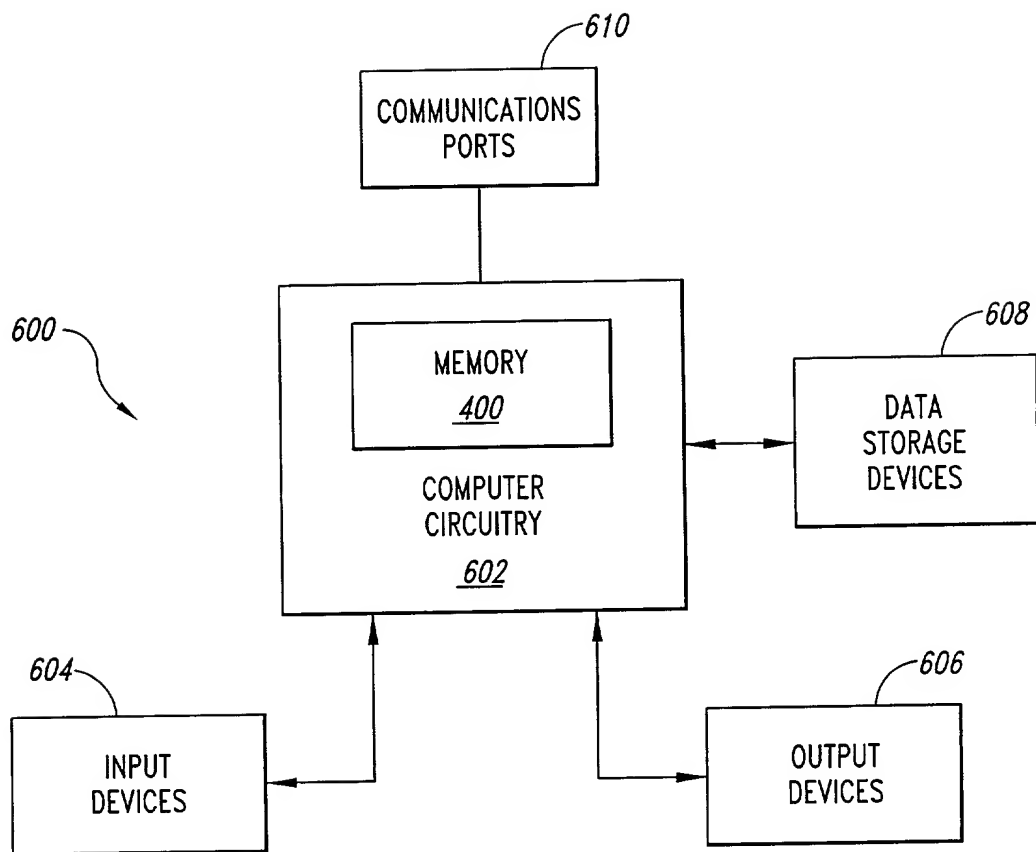 610
COMMUNICATIONS
PORTS
600
MEMORY
400
608
DATA
STORAGE
DEVICES
COMPUTER
CIRCUITRY
602
604
INPUT
DEVICES
606
OUTPUT
DEVICES